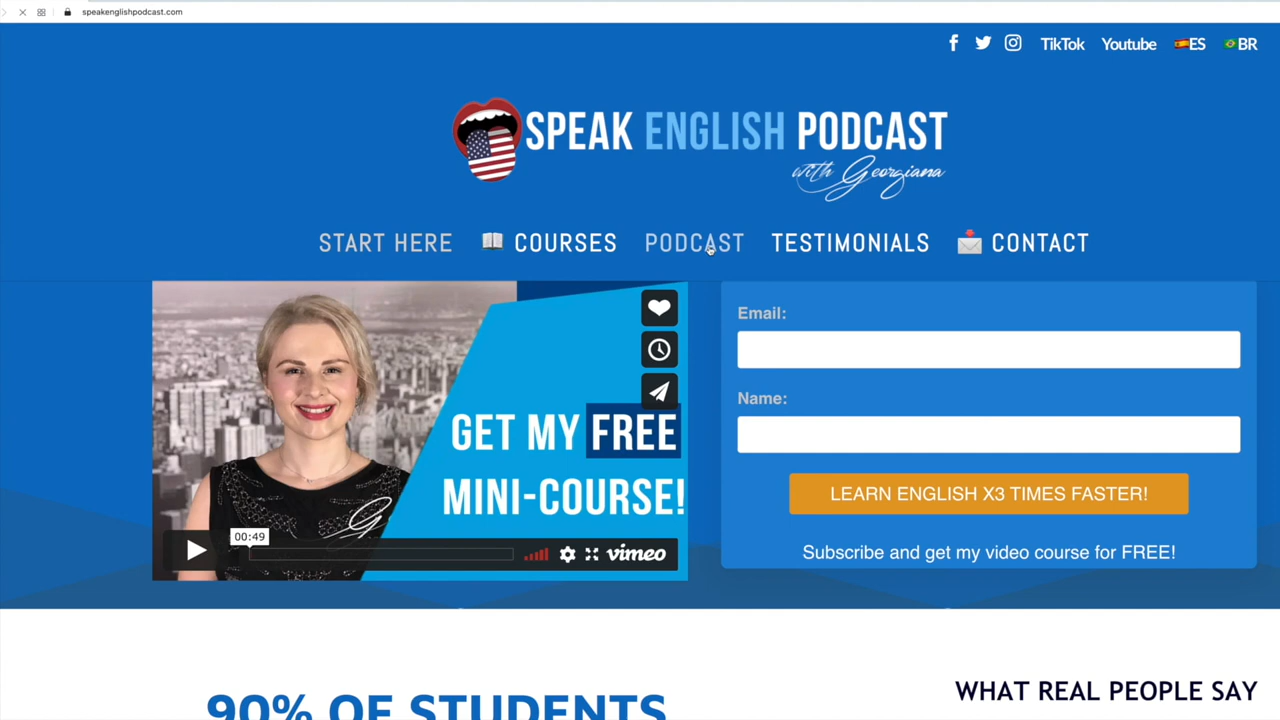 speakenglishpodcast.com
TikTok Youtube ES BR
SPEAK ENGLISH PODCAST
with Georgiana
START HERE COURSES PODCAST TESTIMONIALS CONTACT
GET MY FREE
MINI-COURSE!
00:49
vimeo
Email:
Name:
LEARN ENGLISH X3 TIMES FASTER!
Subscribe and get my video course for FREE!
90% OF STUDENTS
WHAT REAL PEOPLE SAY